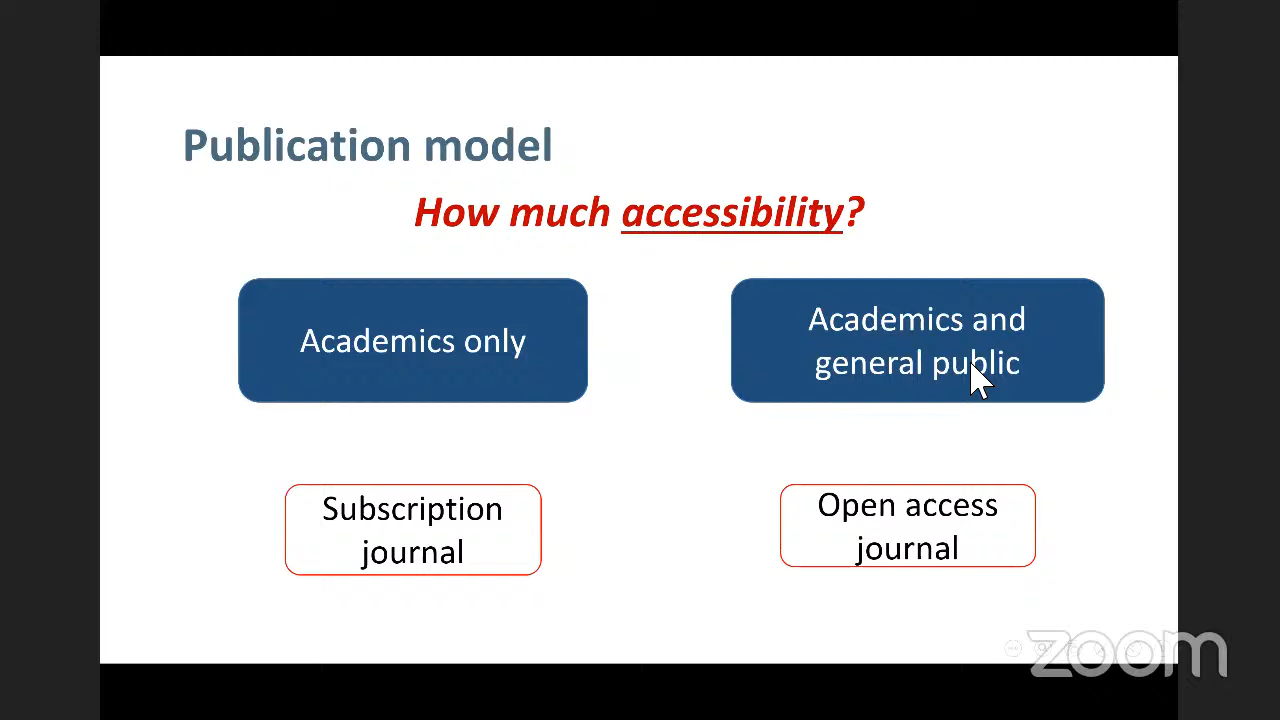 Publication model
How much accessibility?
Academics only
Academics and
general public
Subscription
journal
Open access
journal
zoom